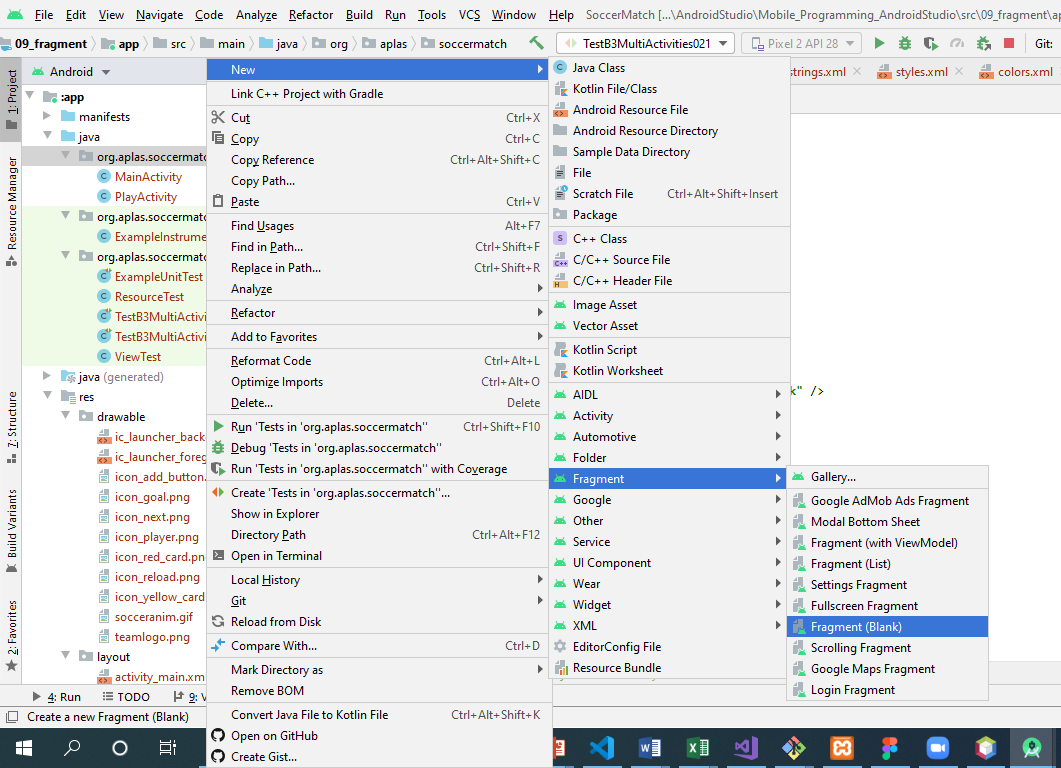 File Edit View Navigate Code Analyze Refactor Build Run Tools VCS Window Help SoccerMatch [...\AndroidStudio\Mobile_Programming_AndroidStudio\src\09_fragment\ap
09_fragment app src main java org aplas soccermatch TestB3MultiActivities021 Pixel 2 API 28 Git:
1: Project
Resource Manager
7: Structure
Build Variants
2: Favorites
Android
strings.xml styles.xml colors.xml
:app
manifests
java
org.aplas.soccermatc
MainActivity
PlayActivity
org.aplas.soccermatc
ExampleInstrume
org.aplas.soccermatc
ExampleUnitTest
ResourceTest
TestB3MultiActivi
TestB3MultiActivi
ViewTest
java (generated)
res
drawable
ic_launcher_back
ic_launcher_foreg
icon_add_button.
icon_goal.png
icon_next.png
icon_player.png
icon_red_card.pn
icon_reload.png
icon_yellow_card
socceranim.gif
teamlogo.png
layout
activity_main.xm
4: Run TODO 9: V
Create a new Fragment (Blank)
New
Link C++ Project with Gradle
Cut Ctrl+X
Copy Ctrl+C
Copy Reference Ctrl+Alt+Shift+C
Copy Path...
Paste Ctrl+V
Find Usages Alt+F7
Find in Path... Ctrl+Shift+F
Replace in Path... Ctrl+Shift+R
Analyze
Refactor
Add to Favorites
Reformat Code Ctrl+Alt+L
Optimize Imports Ctrl+Alt+O
Delete... Delete
Run 'Tests in 'org.aplas.soccermatch'' Ctrl+Shift+F10
Debug 'Tests in 'org.aplas.soccermatch''
Run 'Tests in 'org.aplas.soccermatch'' with Coverage
Create 'Tests in 'org.aplas.soccermatch''...
Show in Explorer
Directory Path Ctrl+Alt+F12
Open in Terminal
Local History
Git
Reload from Disk
Compare With... Ctrl+D
Mark Directory as
Remove BOM
Convert Java File to Kotlin File Ctrl+Alt+Shift+K
Open on GitHub
Create Gist...
Java Class
Kotlin File/Class
Android Resource File
Android Resource Directory
Sample Data Directory
File
Scratch File Ctrl+Alt+Shift+Insert
Package
C++ Class
C/C++ Source File
C/C++ Header File
Image Asset
Vector Asset
Kotlin Script
Kotlin Worksheet
AIDL
Activity
Automotive
Folder
Fragment
Google
Other
Service
UI Component
Wear
Widget
XML
EditorConfig File
Resource Bundle
k" />
Gallery...
Google AdMob Ads Fragment
Modal Bottom Sheet
Fragment (with ViewModel)
Fragment (List)
Settings Fragment
Fullscreen Fragment
Fragment (Blank)
Scrolling Fragment
Google Maps Fragment
Login Fragment